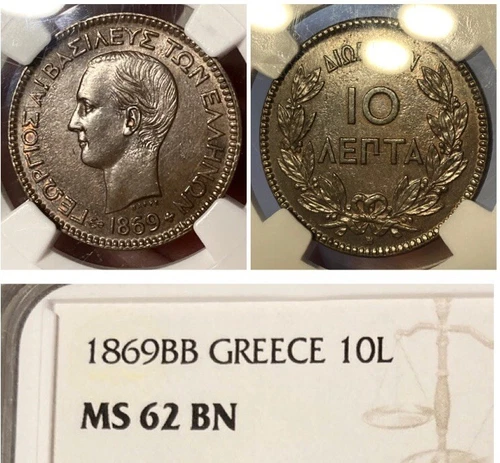 ΓΕΩΡΓΙΟΣ Α! ΒΑΣΙΛΕΥΣ ΤΩΝ ΕΛΛΗΝΩΝ
1869
10
ΛΕΠΤΑ
1869BB GREECE 10L
MS 62 BN